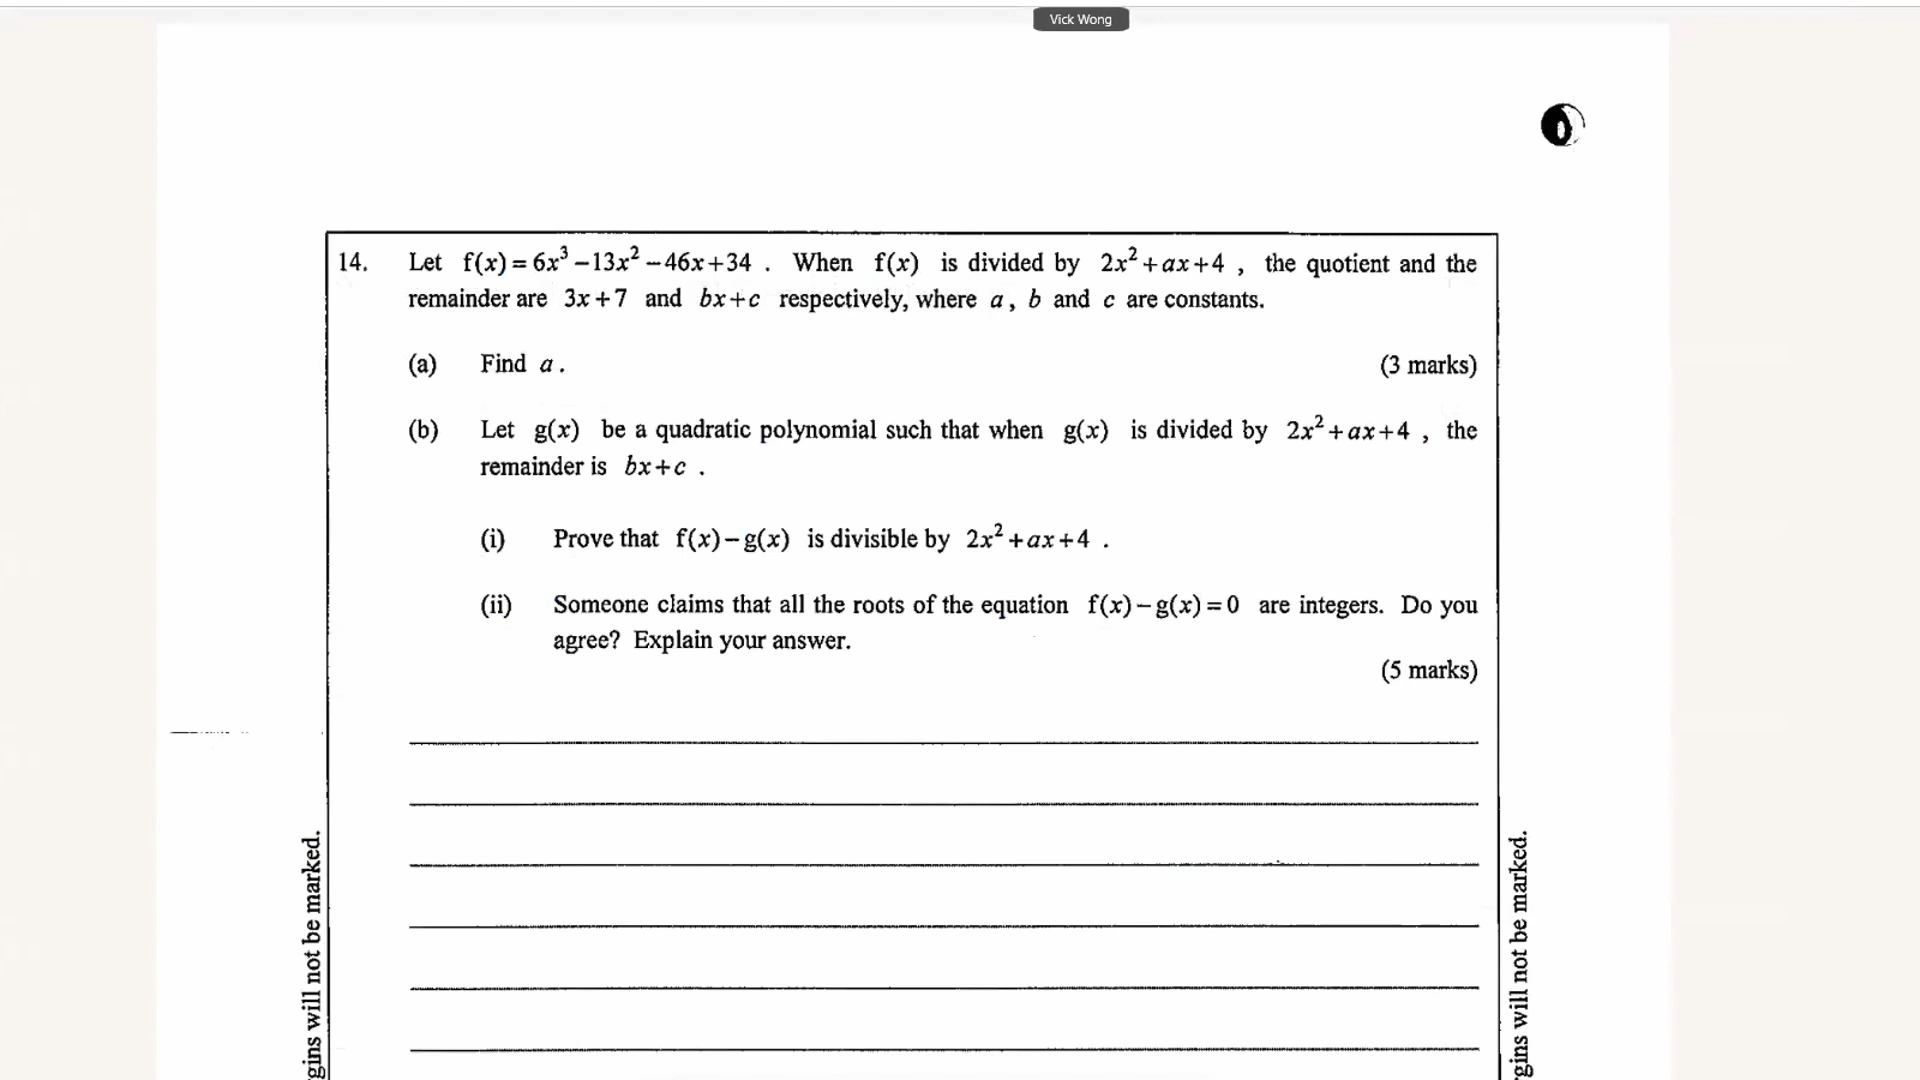 Vick Wong
14. Let f(x) = 6x³ − 13x² − 46x + 34 . When f(x) is divided by 2x² + ax + 4 , the quotient and the
remainder are 3x + 7 and bx + c respectively, where a , b and c are constants.
(a) Find a . (3 marks)
(b) Let g(x) be a quadratic polynomial such that when g(x) is divided by 2x² + ax + 4 , the
remainder is bx + c .
(i) Prove that f(x) − g(x) is divisible by 2x² + ax + 4 .
(ii) Someone claims that all the roots of the equation f(x) − g(x) = 0 are integers. Do you
agree? Explain your answer.
(5 marks)
will not be marked.
will not be marked.